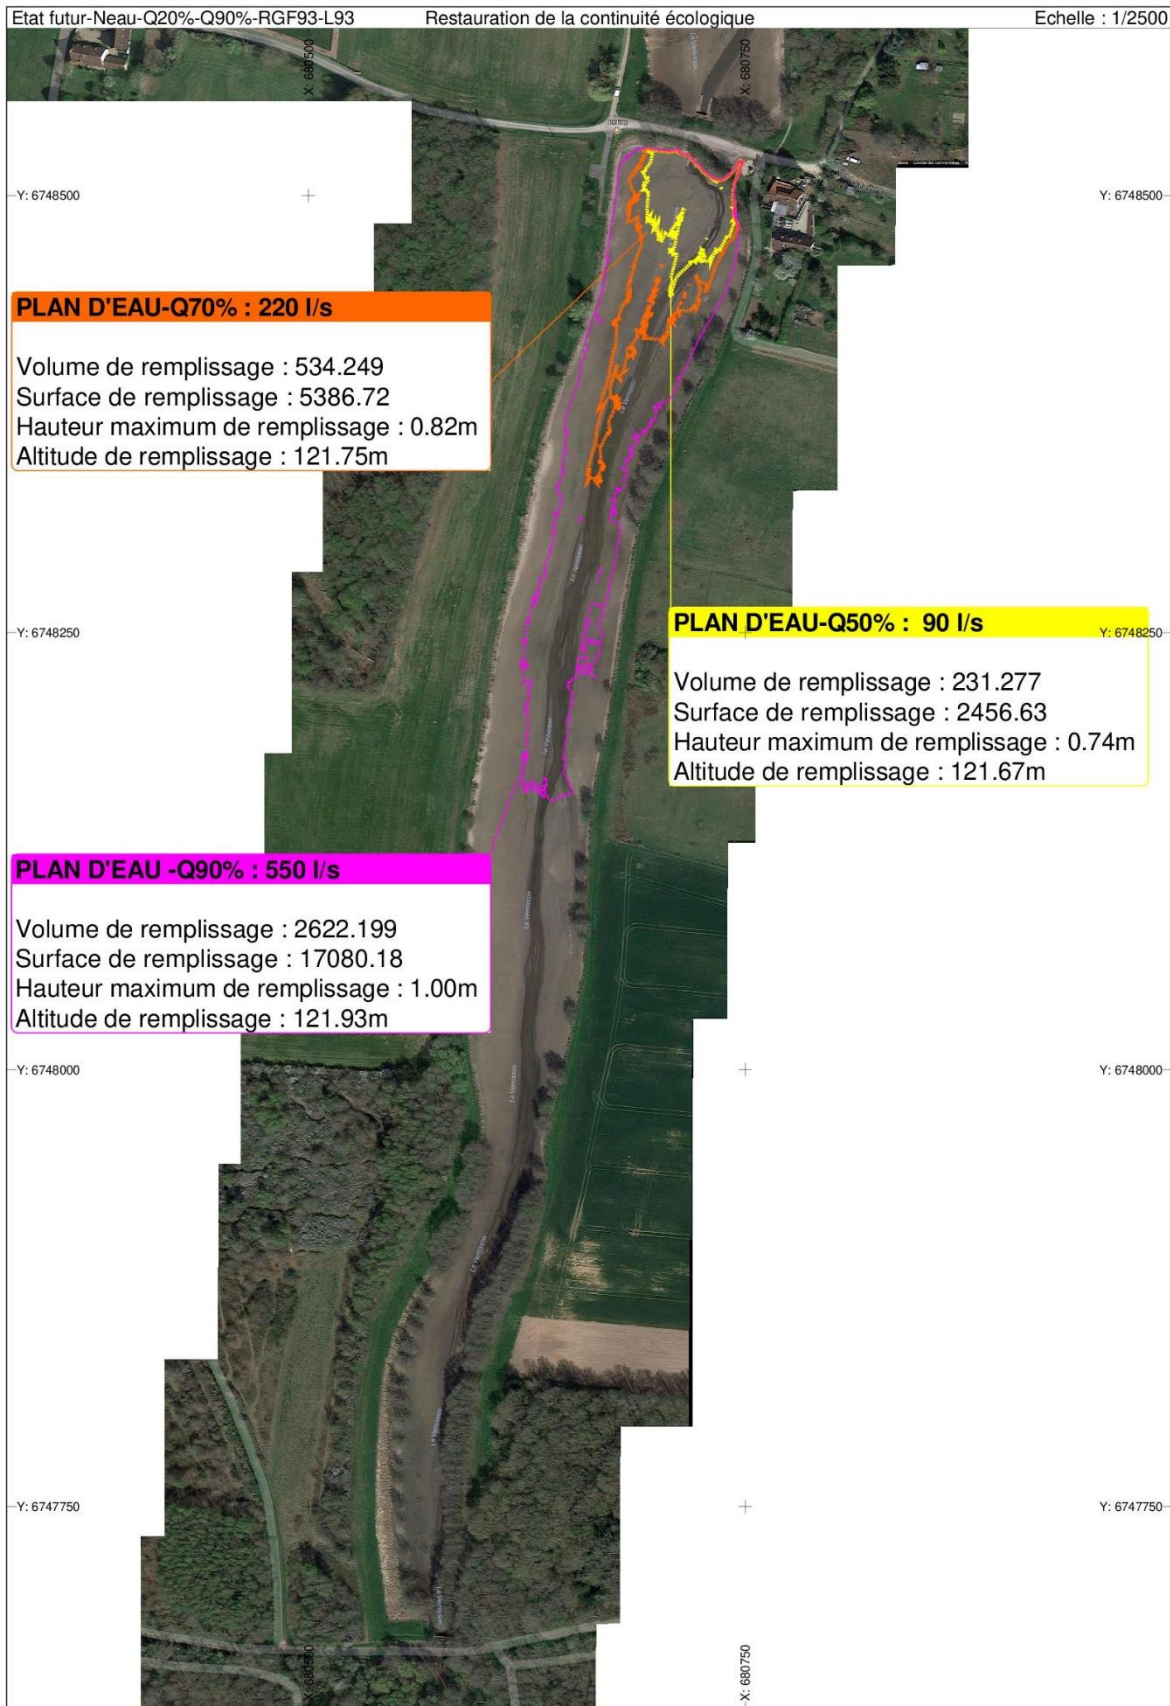 Etat futur-Neau-Q20%-Q90%-RGF93-L93
Restauration de la continuité écologique
Echelle : 1/2500
X: 680500
X: 680750
Y: 6748500
Y: 6748500
PLAN D'EAU-Q70% : 220 l/s
Volume de remplissage : 534.249
Surface de remplissage : 5386.72
Hauteur maximum de remplissage : 0.82m
Altitude de remplissage : 121.75m
Y: 6748250
Y: 6748250
PLAN D'EAU-Q50% : 90 l/s
Volume de remplissage : 231.277
Surface de remplissage : 2456.63
Hauteur maximum de remplissage : 0.74m
Altitude de remplissage : 121.67m
PLAN D'EAU -Q90% : 550 l/s
Volume de remplissage : 2622.199
Surface de remplissage : 17080.18
Hauteur maximum de remplissage : 1.00m
Altitude de remplissage : 121.93m
Y: 6748000
Y: 6748000
Y: 6747750
Y: 6747750
X: 680500
X: 680750